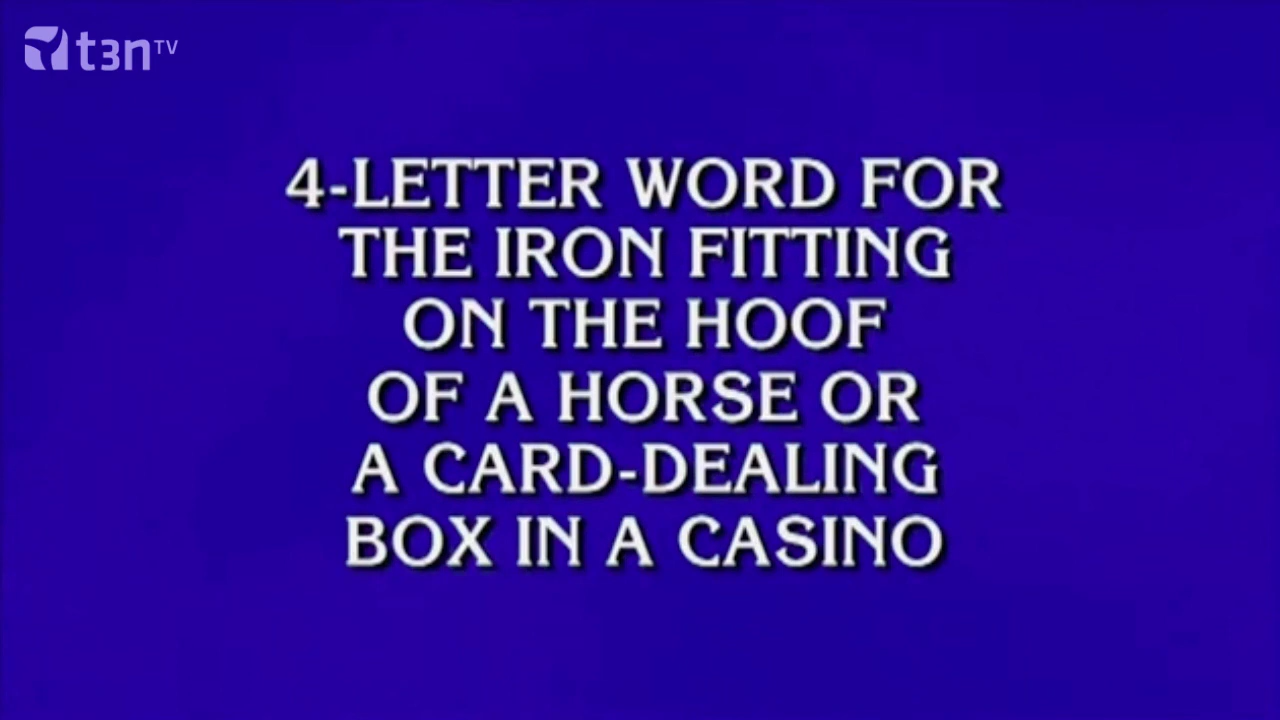 t3n TV
4-LETTER WORD FOR
THE IRON FITTING
ON THE HOOF
OF A HORSE OR
A CARD-DEALING
BOX IN A CASINO